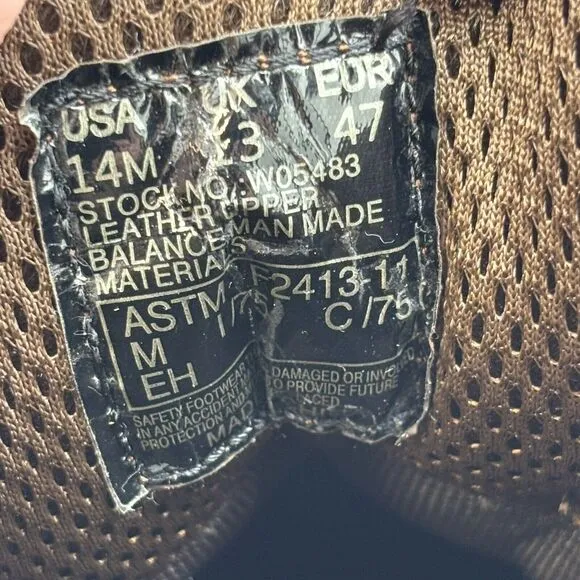 USA UK EUR
14M 13 47
STOCK NO.:W05483
LEATHER UPPER
BALANCE MAN MADE
MATERIALS
ASTM F2413-11
M I/75 C/75
EH
SAFETY FOOTWEAR DAMAGED OR INVOLVED
IN ANY ACCIDENT TO PROVIDE FUTURE
PROTECTION AND
MAD